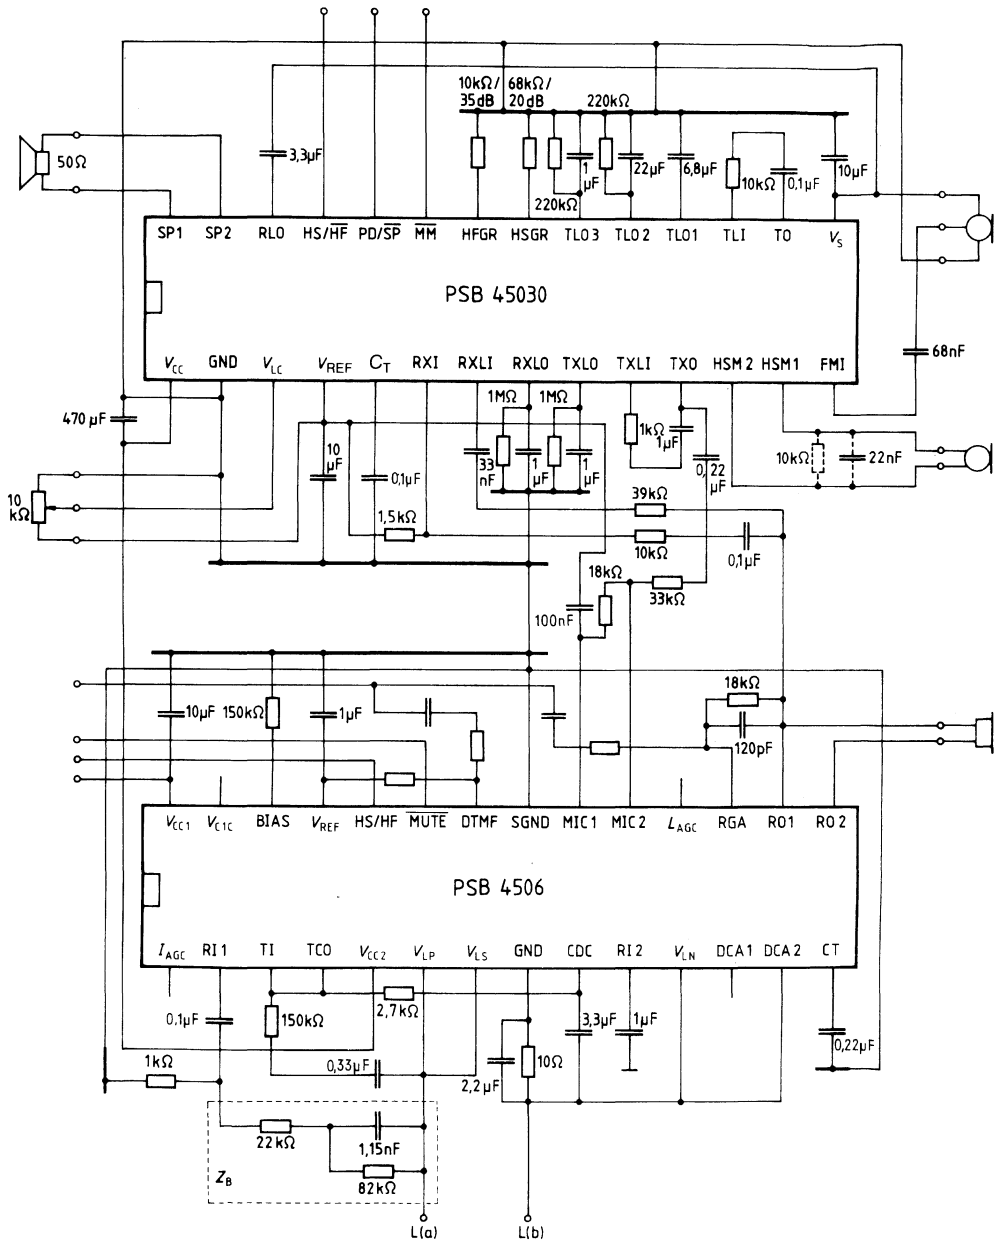 10kΩ/ 68kΩ/
35dB 20dB 220kΩ
50Ω
3,3µF
1
µF
22µF
6,8µF
10kΩ
0,1µF
10µF
220kΩ
SP1 SP2 RLO HS/H̅F̅ PD/S̅P̅ M̅M̅ HFGR HSGR TLO3 TLO2 TLO1 TLI TO VS
PSB 45030
VCC GND VLC VREF CT RXI RXLI RXLO TXLO TXLI TXO HSM2 HSM1 FMI
68nF
470µF
1MΩ 1MΩ
10
µF
0,1µF
33
nF
1
µF
1
µF
1kΩ
1µF
0,22
µF
10kΩ
22nF
10
kΩ
39kΩ
1,5kΩ
10kΩ
0,1µF
18kΩ
33kΩ
100nF
18kΩ
10µF 150kΩ 1µF
120pF
VCC1 VC1C BIAS VREF HS/HF M̅U̅T̅E̅ DTMF SGND MIC1 MIC2 LAGC RGA RO1 RO2
PSB 4506
IAGC RI1 TI TCO VCC2 VLP VLS GND CDC RI2 VLN DCA1 DCA2 CT
2,7kΩ
0,1µF
150kΩ
3,3µF
1µF
0,22µF
1kΩ
0,33µF
2,2µF
10Ω
22kΩ
1,15nF
ZB
82kΩ
L(a) L(b)